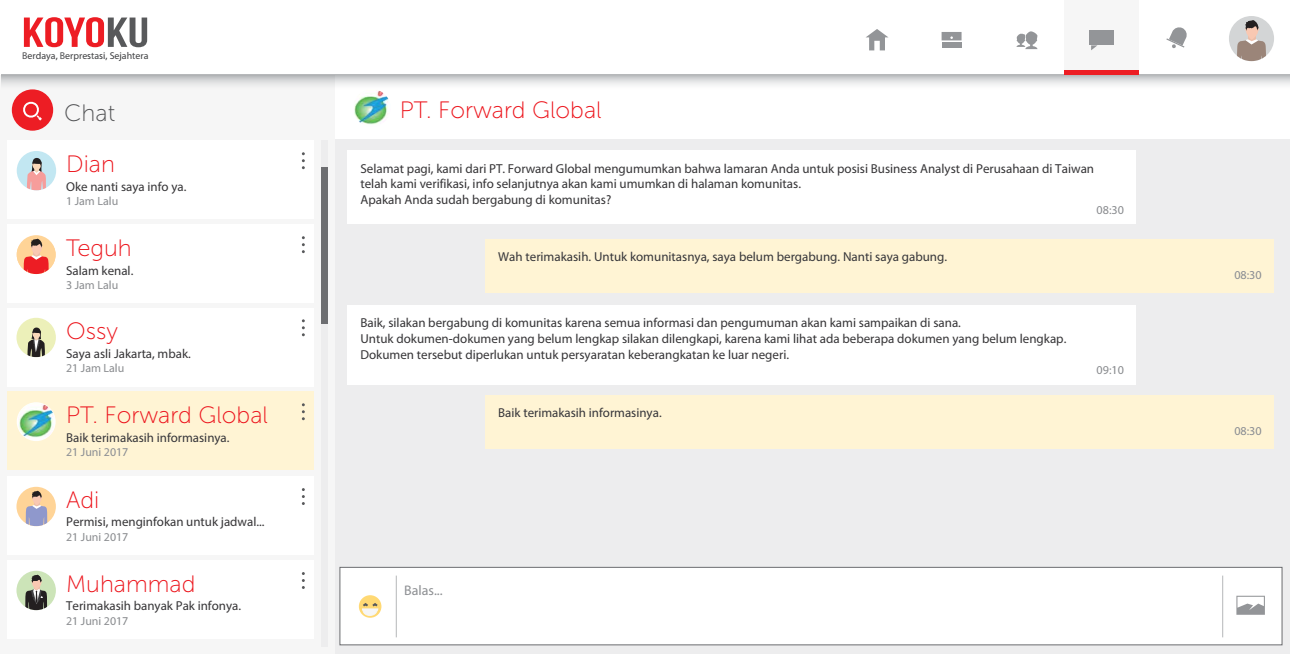 KOYOKU
Berdaya, Berprestasi, Sejahtera
Chat
Dian
Oke nanti saya info ya.
1 Jam Lalu
Teguh
Salam kenal.
3 Jam Lalu
Ossy
Saya asli Jakarta, mbak.
21 Jam Lalu
PT. Forward Global
Baik terimakasih informasinya.
21 Juni 2017
Adi
Permisi, menginfokan untuk jadwal...
21 Juni 2017
Muhammad
Terimakasih banyak Pak infonya.
21 Juni 2017
PT. Forward Global
Selamat pagi, kami dari PT. Forward Global mengumumkan bahwa lamaran Anda untuk posisi Business Analyst di Perusahaan di Taiwan
telah kami verifikasi, info selanjutnya akan kami umumkan di halaman komunitas.
Apakah Anda sudah bergabung di komunitas?
08:30
Wah terimakasih. Untuk komunitasnya, saya belum bergabung. Nanti saya gabung.
08:30
Baik, silakan bergabung di komunitas karena semua informasi dan pengumuman akan kami sampaikan di sana.
Untuk dokumen-dokumen yang belum lengkap silakan dilengkapi, karena kami lihat ada beberapa dokumen yang belum lengkap.
Dokumen tersebut diperlukan untuk persyaratan keberangkatan ke luar negeri.
09:10
Baik terimakasih informasinya.
08:30
Balas...